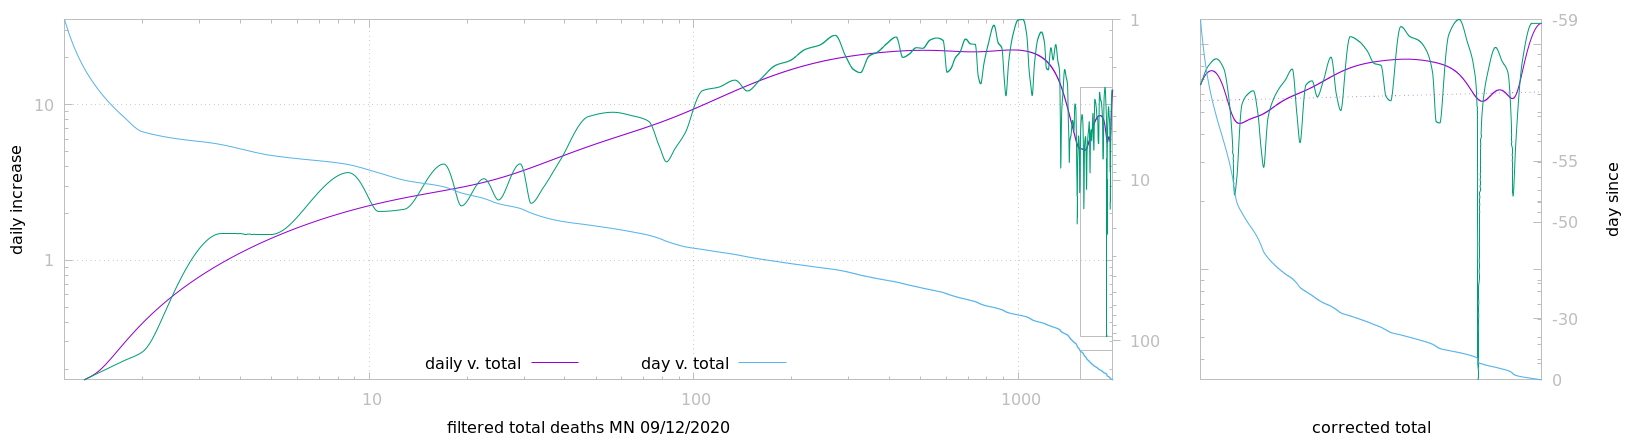 1
-59
10
daily increase
-55
10
day since
-50
1
-30
100
daily v. total
day v. total
0
10
100
1000
filtered total deaths MN 09/12/2020
corrected total